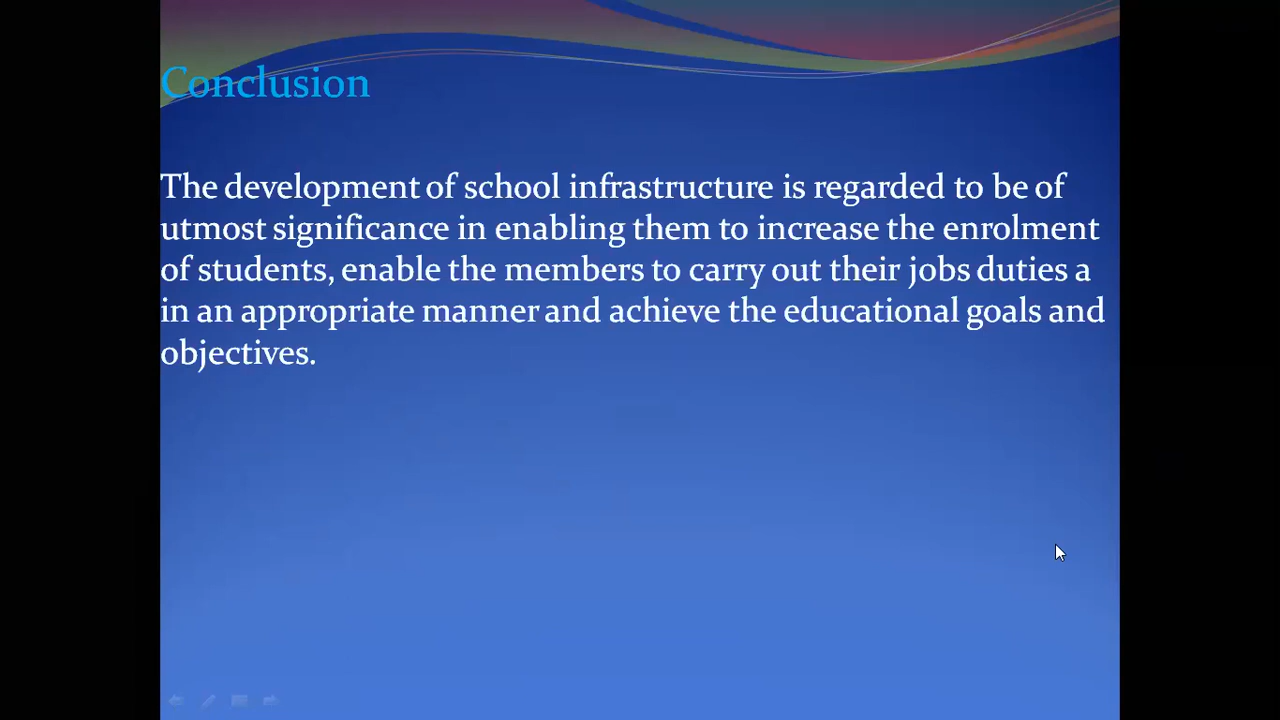 Conclusion
The development of school infrastructure is regarded to be of
utmost significance in enabling them to increase the enrolment
of students, enable the members to carry out their jobs duties a
in an appropriate manner and achieve the educational goals and
objectives.